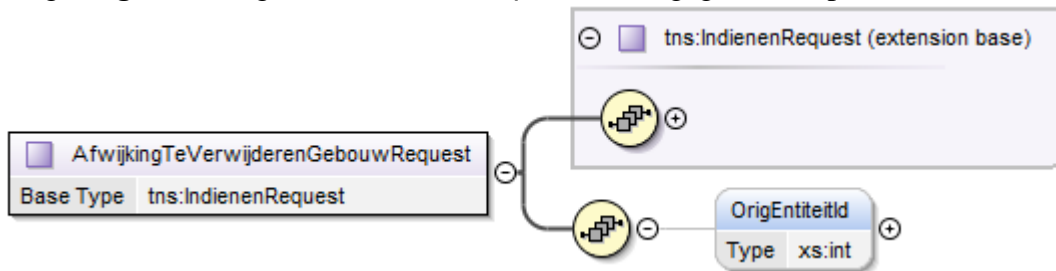 tns:IndienenRequest (extension base)
AfwijkingTeVerwijderenGebouwRequest
Base Type tns:IndienenRequest
OrigEntiteitId
Type xs:int